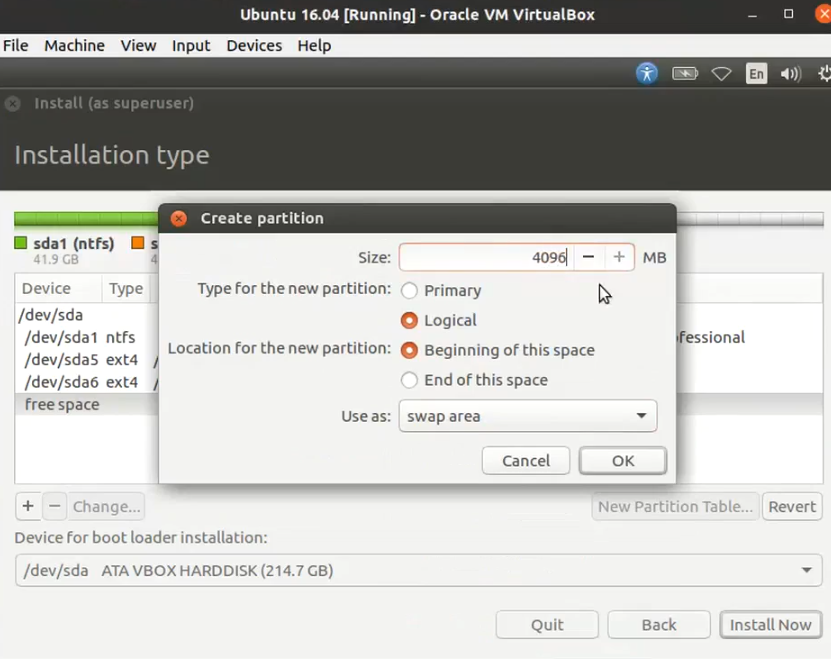 Ubuntu 16.04 [Running] - Oracle VM VirtualBox
File Machine View Input Devices Help
En
Install (as superuser)
Installation type
Create partition
sda1 (ntfs) s
41.9 GB 4
Size: 4096 − + MB
Type for the new partition: Primary
Logical
Location for the new partition: Beginning of this space
End of this space
Use as: swap area
Cancel OK
Device Type
/dev/sda
/dev/sda1 ntfs fessional
/dev/sda5 ext4 /
/dev/sda6 ext4 /
free space
+ − Change... New Partition Table... Revert
Device for boot loader installation:
/dev/sda ATA VBOX HARDDISK (214.7 GB)
Quit Back Install Now